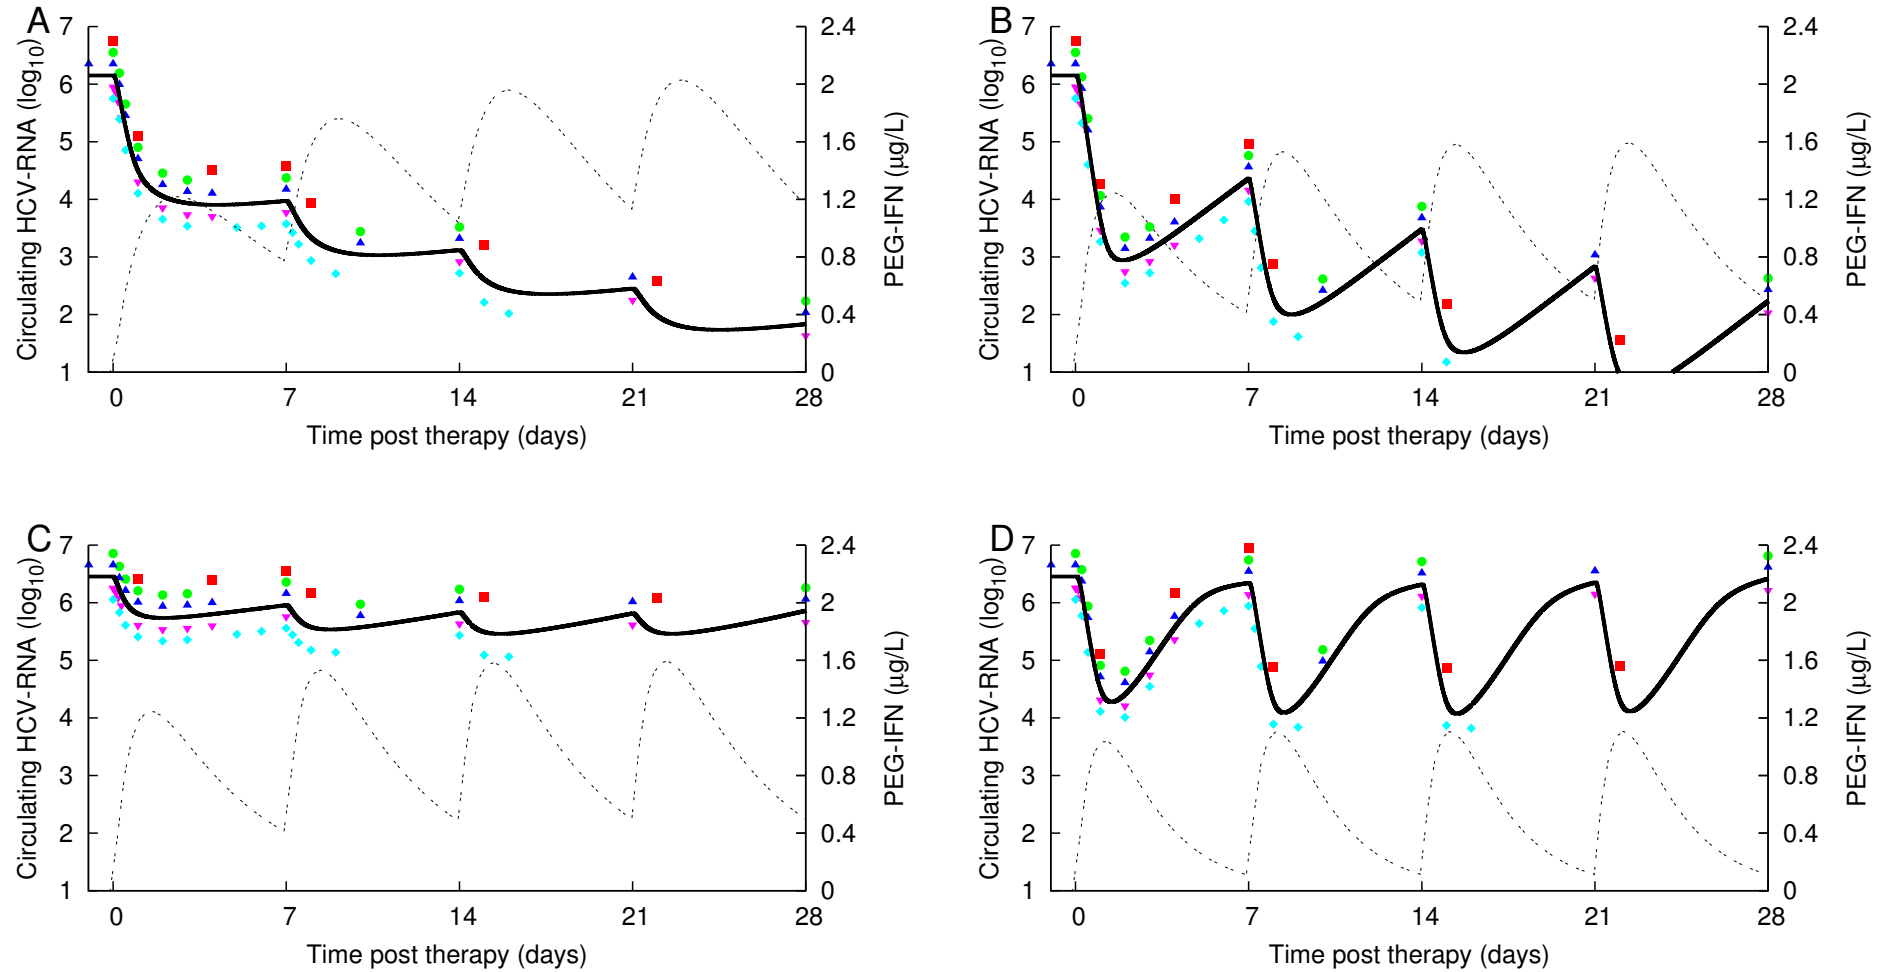 A
Circulating HCV-RNA (log10)
7
6
5
4
3
2
1
2.4
2
1.6
1.2
0.8
0.4
0
PEG-IFN (µg/L)
0 7 14 21 28
Time post therapy (days)
B
Circulating HCV-RNA (log10)
7
6
5
4
3
2
1
2.4
2
1.6
1.2
0.8
0.4
0
PEG-IFN (µg/L)
0 7 14 21 28
Time post therapy (days)
C
Circulating HCV-RNA (log10)
7
6
5
4
3
2
1
2.4
2
1.6
1.2
0.8
0.4
0
PEG-IFN (µg/L)
0 7 14 21 28
Time post therapy (days)
D
Circulating HCV-RNA (log10)
7
6
5
4
3
2
1
2.4
2
1.6
1.2
0.8
0.4
0
PEG-IFN (µg/L)
0 7 14 21 28
Time post therapy (days)